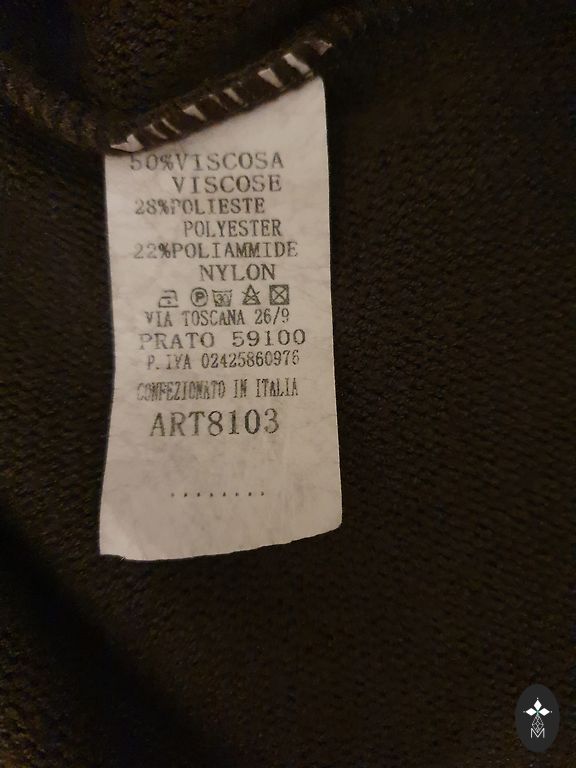 50%VISCOSA
VISCOSE
28%POLIESTE
POLYESTER
22%POLIAMMIDE
NYLON
P 30
VIA TOSCANA 26/9
PRATO 59100
P.IVA 02425860976
CONFEZIONATO IN ITALIA
ART8103
M